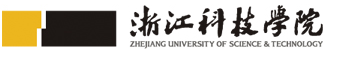 浙江科技學院
ZHEJIANG UNIVERSITY OF SCIENCE & TECHNOLOGY